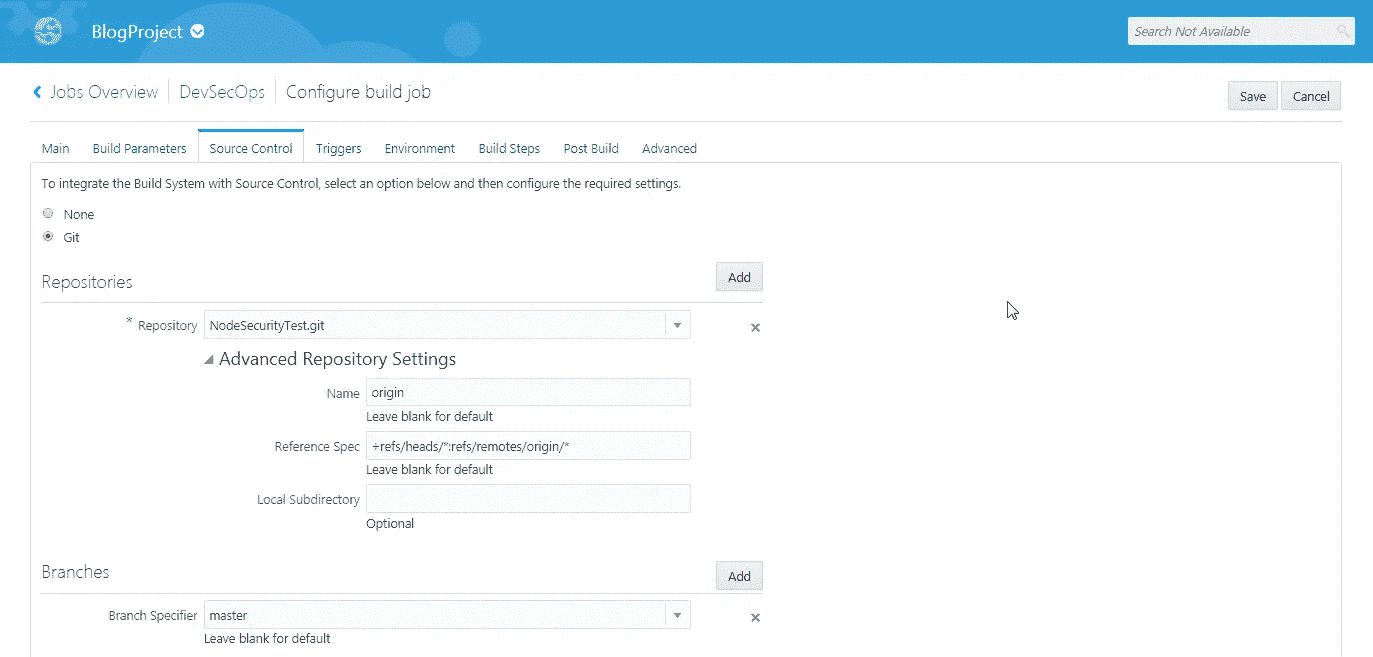 BlogProject
Search Not Available
Jobs Overview DevSecOps Configure build job
Save Cancel
Main Build Parameters Source Control Triggers Environment Build Steps Post Build Advanced
To integrate the Build System with Source Control, select an option below and then configure the required settings.
None
Git
Repositories Add
* Repository NodeSecurityTest.git
Advanced Repository Settings
Name origin
Leave blank for default
Reference Spec +refs/heads/*:refs/remotes/origin/*
Leave blank for default
Local Subdirectory
Optional
Branches Add
Branch Specifier master
Leave blank for default